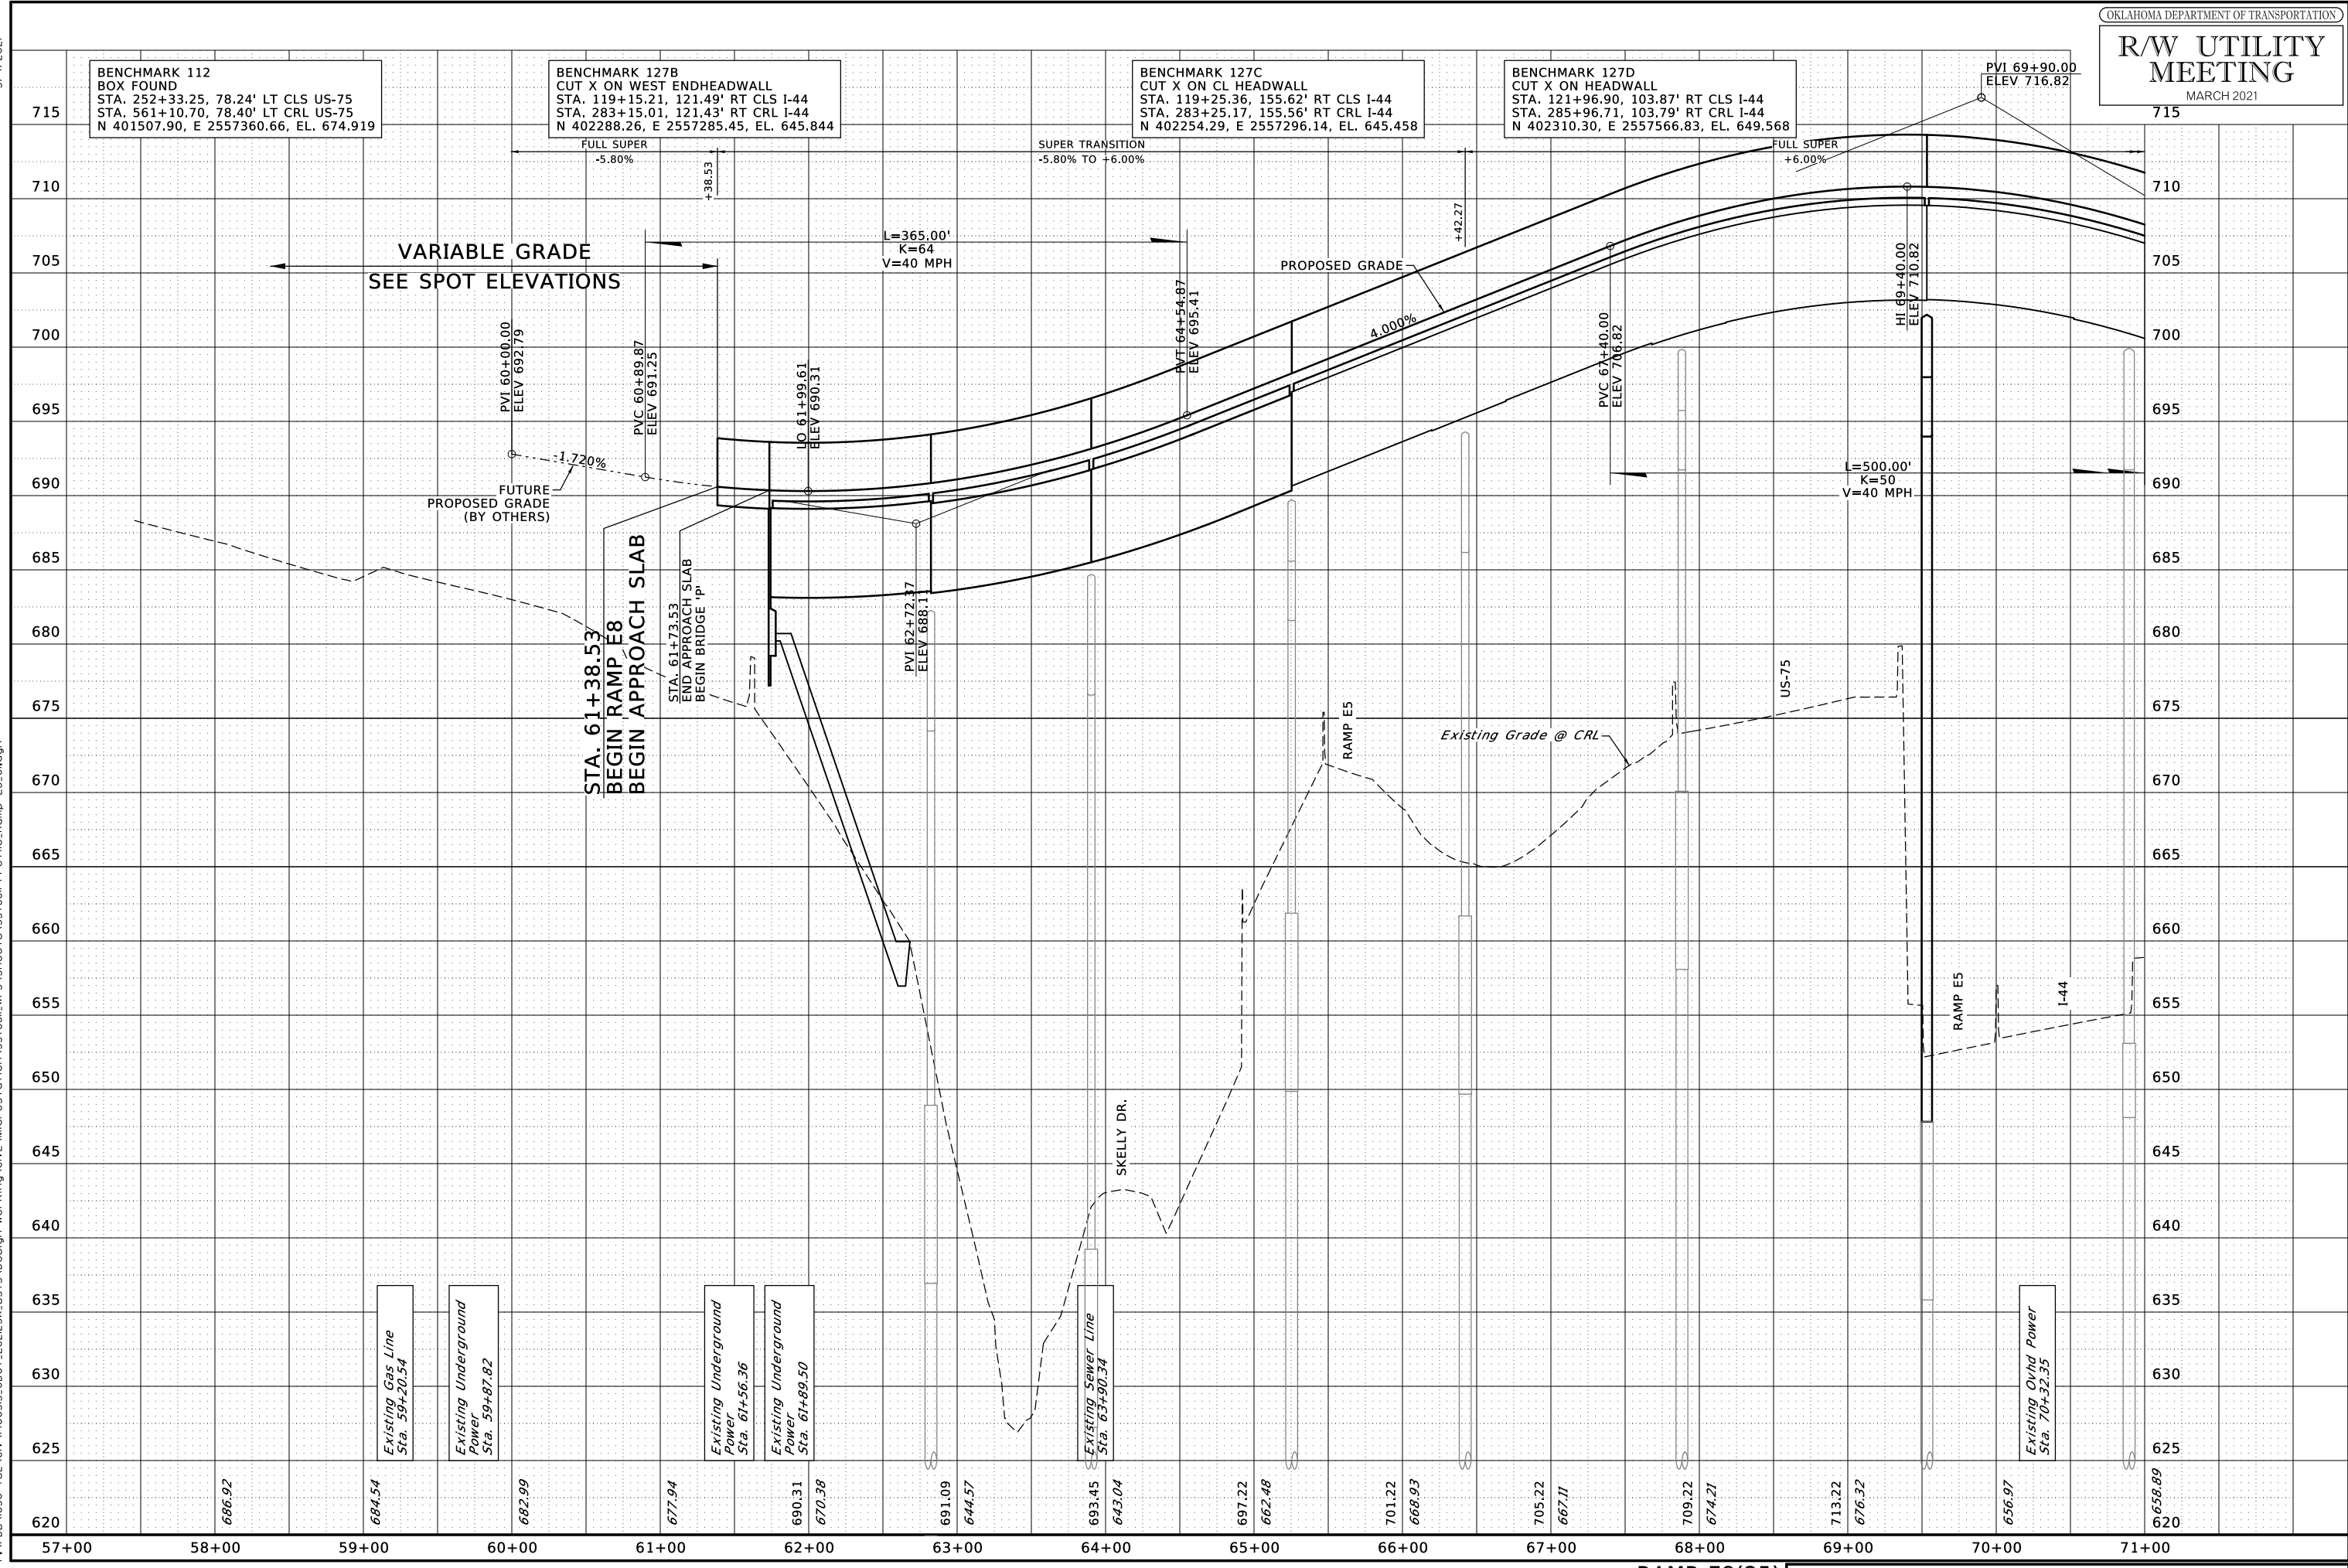 OKLAHOMA DEPARTMENT OF TRANSPORTATION
R/W UTILITY
MEETING
MARCH 2021
BENCHMARK 112
BOX FOUND
STA. 252+33.25, 78.24' LT CLS US-75
STA. 561+10.70, 78.40' LT CRL US-75
N 401507.90, E 2557360.66, EL. 674.919
BENCHMARK 127B
CUT X ON WEST ENDHEADWALL
STA. 119+15.21, 121.49' RT CLS I-44
STA. 283+15.01, 121.43' RT CRL I-44
N 402288.26, E 2557285.45, EL. 645.844
BENCHMARK 127C
CUT X ON CL HEADWALL
STA. 119+25.36, 155.62' RT CLS I-44
STA. 283+25.17, 155.56' RT CRL I-44
N 402254.29, E 2557296.14, EL. 645.458
BENCHMARK 127D
CUT X ON HEADWALL
STA. 121+96.90, 103.87' RT CLS I-44
STA. 285+96.71, 103.79' RT CRL I-44
N 402310.30, E 2557566.83, EL. 649.568
PVI 69+90.00
ELEV 716.82
FULL SUPER
-5.80%
+38.53
SUPER TRANSITION
-5.80% TO +6.00%
+42.27
FULL SUPER
+6.00%
VARIABLE GRADE
SEE SPOT ELEVATIONS
L=365.00'
K=64
V=40 MPH
PROPOSED GRADE
4.000%
PVI 60+00.00
ELEV 692.79
PVC 60+89.87
ELEV 691.25
LO 61+99.61
ELEV 690.31
PVT 64+54.87
ELEV 695.41
PVC 67+40.00
ELEV 706.82
HI 69+40.00
ELEV 710.82
-1.720%
FUTURE
PROPOSED GRADE
(BY OTHERS)
L=500.00'
K=50
V=40 MPH
STA. 61+38.53
BEGIN RAMP E8
BEGIN APPROACH SLAB
STA. 61+73.53
END APPROACH SLAB
BEGIN BRIDGE 'P'
PVI 62+72.37
ELEV 688.11
RAMP E5
Existing Grade @ CRL
US-75
SKELLY DR.
RAMP E5
I-44
Existing Gas Line
Sta. 59+20.54
Existing Underground
Power
Sta. 59+87.82
Existing Underground
Power
Sta. 61+56.36
Existing Underground
Power
Sta. 61+89.50
Existing Sewer Line
Sta. 63+90.34
Existing Ovhd Power
Sta. 70+32.35
715
710
705
700
695
690
685
680
675
670
665
660
655
650
645
640
635
630
625
620
715
710
705
700
695
690
685
680
675
670
665
660
655
650
645
640
635
630
625
620
686.92
684.54
682.99
677.94
690.31
670.38
691.09
644.57
693.45
643.04
697.22
662.48
701.22
668.93
705.22
667.11
709.22
674.21
713.22
676.32
656.97
658.89
57+00
58+00
59+00
60+00
61+00
62+00
63+00
64+00
65+00
66+00
67+00
68+00
69+00
70+00
71+00